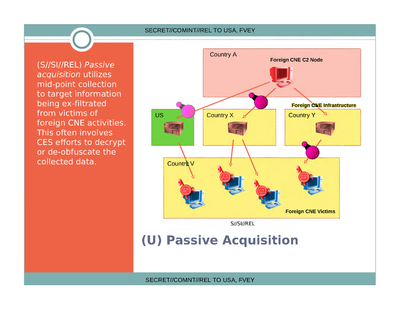 SECRET//COMINT//REL TO USA, FVEY
(S//SI//REL) Passive
acquisition utilizes
mid-point collection
to target information
being ex-filtrated
from victims of
foreign CNE activities.
This often involves
CES efforts to decrypt
or de-obfuscate the
collected data.
Country A
Foreign CNE C2 Node
Foreign CNE Infrastructure
US
Country X
Country Y
Country V
Foreign CNE Victims
S//SI//REL
(U) Passive Acquisition
SECRET//COMNT//REL TO USA, FVEY